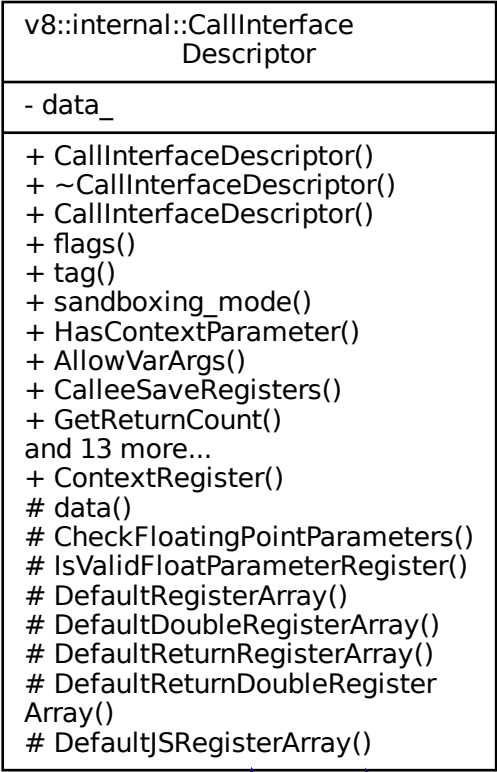 v8::internal::CallInterface
Descriptor
- data_
+ CallInterfaceDescriptor()
+ ~CallInterfaceDescriptor()
+ CallInterfaceDescriptor()
+ flags()
+ tag()
+ sandboxing_mode()
+ HasContextParameter()
+ AllowVarArgs()
+ CalleeSaveRegisters()
+ GetReturnCount()
and 13 more...
+ ContextRegister()
# data()
# CheckFloatingPointParameters()
# IsValidFloatParameterRegister()
# DefaultRegisterArray()
# DefaultDoubleRegisterArray()
# DefaultReturnRegisterArray()
# DefaultReturnDoubleRegister
Array()
# DefaultJSRegisterArray()